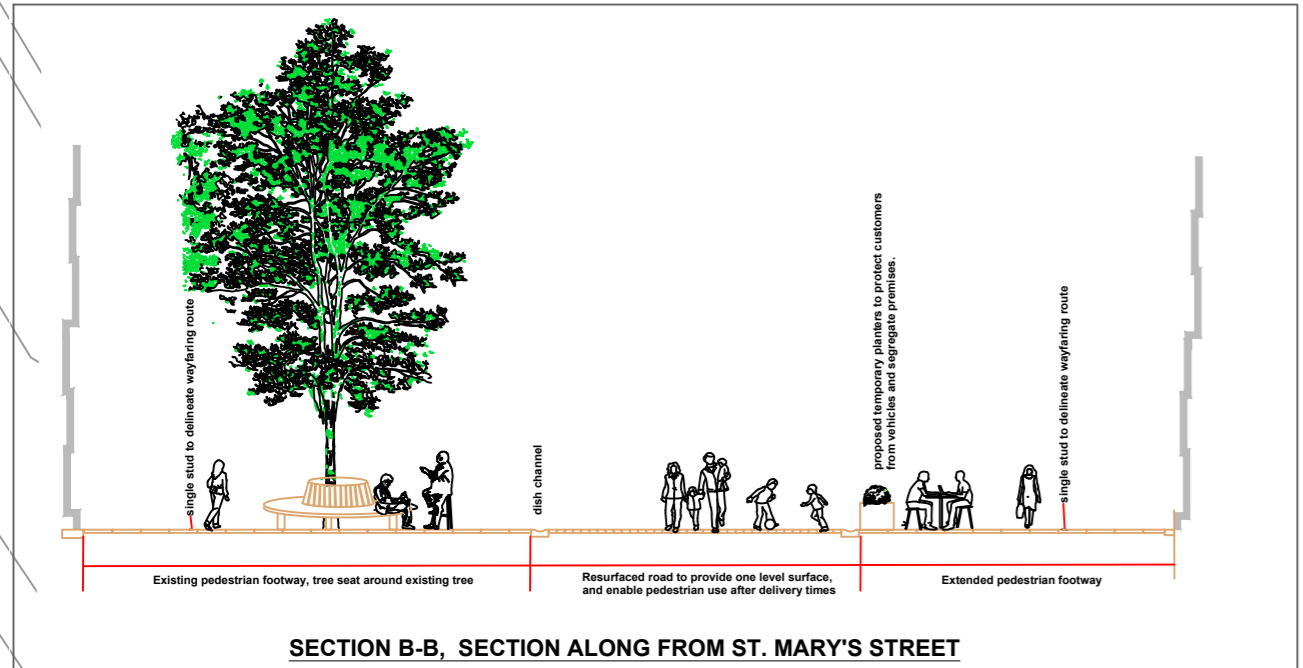 single stud to delineate wayfaring route
dish channel
proposed temporary planters to protect customers
from vehicles and segregate premises.
single stud to delineate wayfaring route
Existing pedestrian footway, tree seat around existing tree
Resurfaced road to provide one level surface,
and enable pedestrian use after delivery times
Extended pedestrian footway
SECTION B-B, SECTION ALONG FROM ST. MARY'S STREET